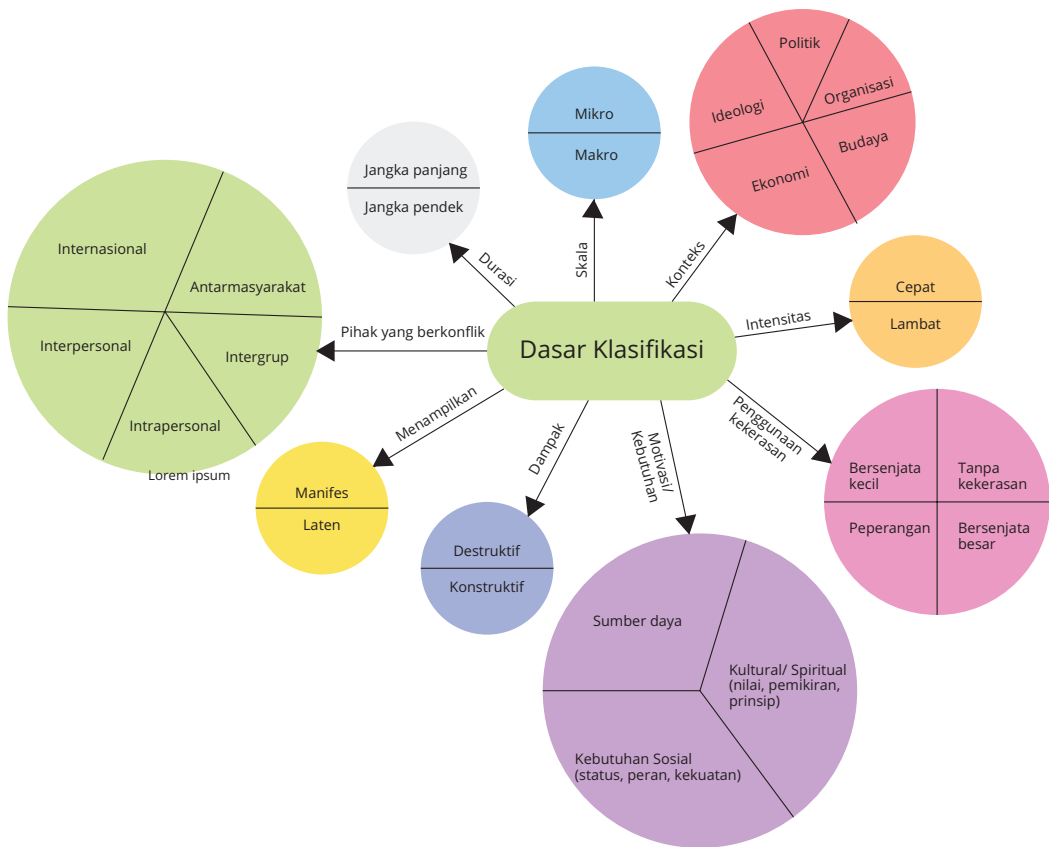 Politik
Organisasi
Ideologi
Budaya
Ekonomi
Mikro
Makro
Jangka panjang
Jangka pendek
Internasional
Antarmasyarakat
Interpersonal
Intergrup
Intrapersonal
Lorem ipsum
Durasi
Skala
Konteks
Cepat
Lambat
Intensitas
Pihak yang berkonflik
Dasar Klasifikasi
Menampilkan
Dampak
Motivasi/
Kebutuhan
Penggunaan
kekerasan
Manifes
Laten
Destruktif
Konstruktif
Bersenjata
kecil
Tanpa
kekerasan
Peperangan
Bersenjata
besar
Sumber daya
Kultural/ Spiritual
(nilai, pemikiran,
prinsip)
Kebutuhan Sosial
(status, peran, kekuatan)